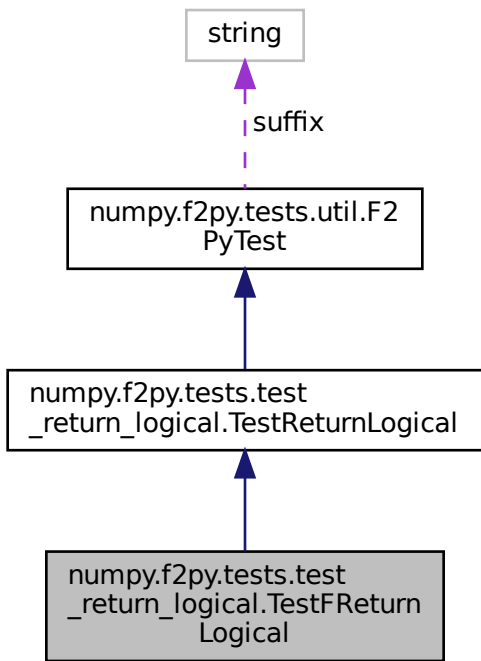 string
suffix
numpy.f2py.tests.util.F2
PyTest
numpy.f2py.tests.test
_return_logical.TestReturnLogical
numpy.f2py.tests.test
_return_logical.TestFReturn
Logical